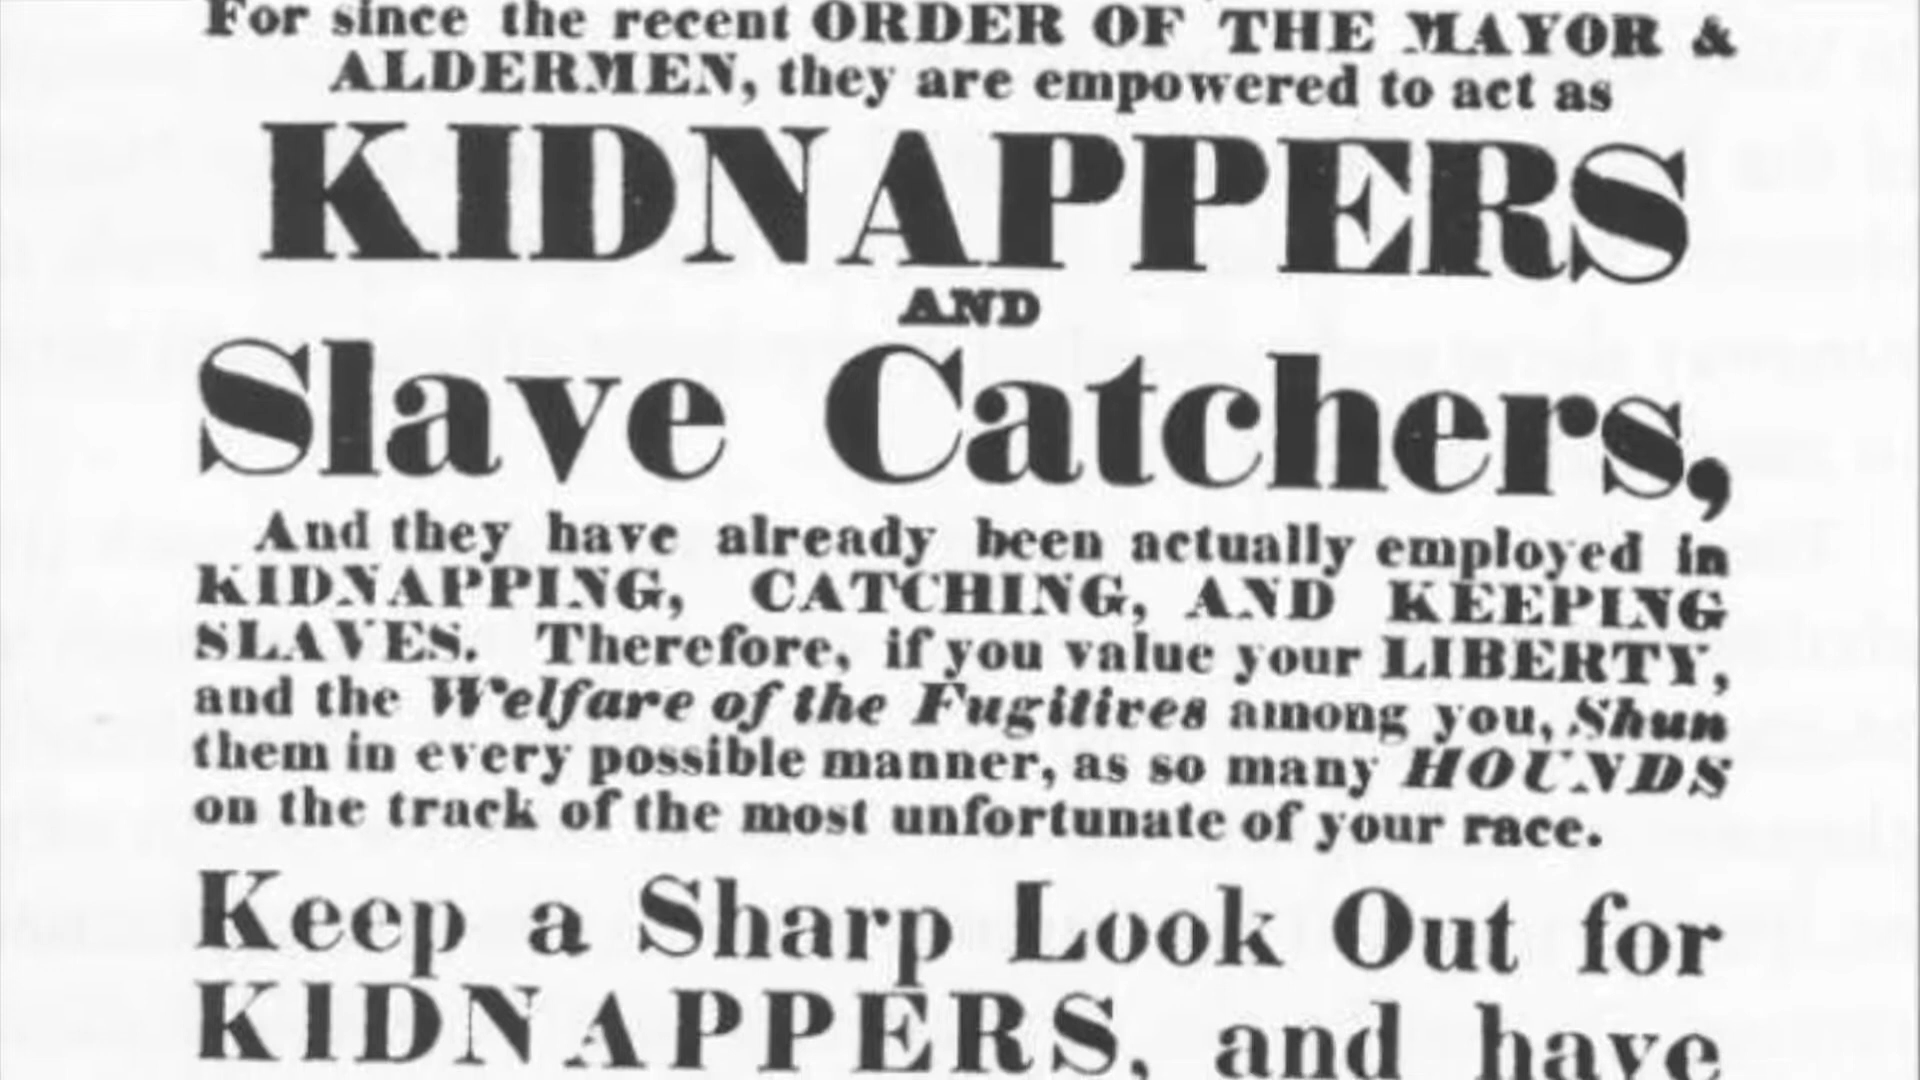 For since the recent ORDER OF THE MAYOR &
ALDERMEN, they are empowered to act as
KIDNAPPERS
AND
Slave Catchers,
And they have already been actually employed in
KIDNAPPING, CATCHING, AND KEEPING
SLAVES. Therefore, if you value your LIBERTY,
and the Welfare of the Fugitives among you, Shun
them in every possible manner, as so many HOUNDS
on the track of the most unfortunate of your race.
Keep a Sharp Look Out for
KIDNAPPERS, and have